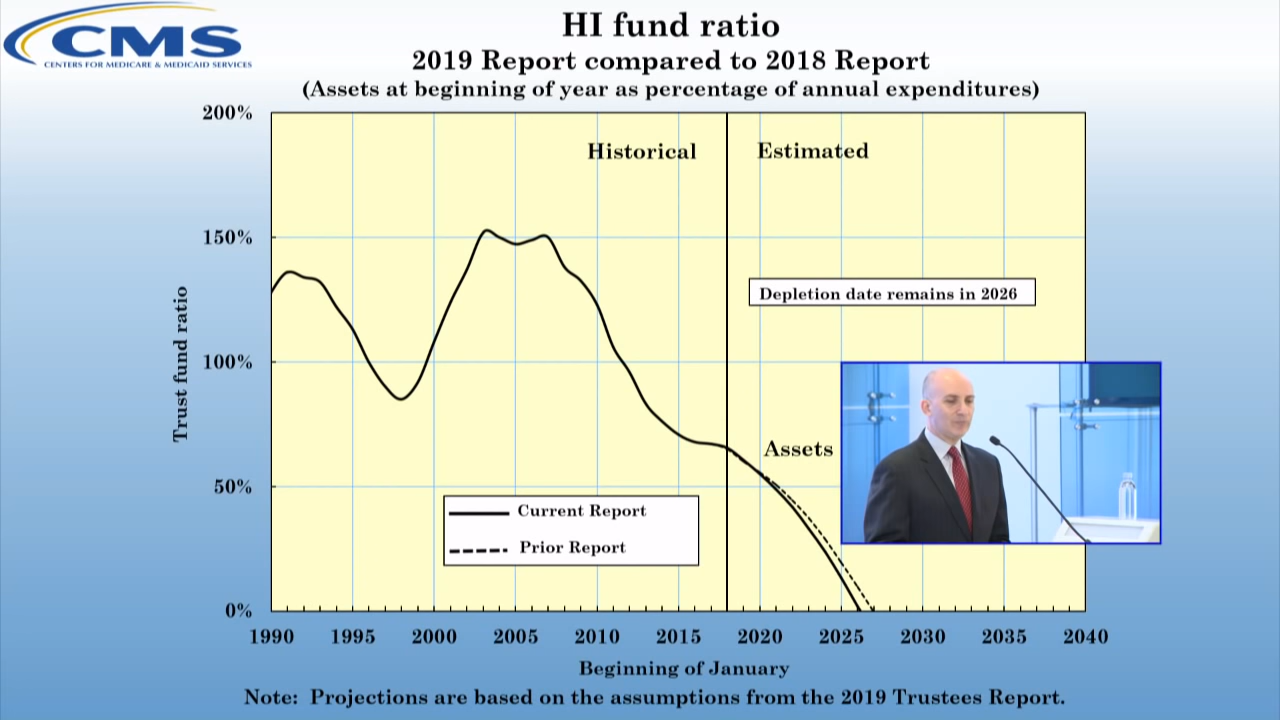 CMS
CENTERS FOR MEDICARE & MEDICAID SERVICES
HI fund ratio
2019 Report compared to 2018 Report
(Assets at beginning of year as percentage of annual expenditures)
200%
150%
100%
50%
0%
Trust fund ratio
Historical
Estimated
Depletion date remains in 2026
Assets
Current Report
Prior Report
1990 1995 2000 2005 2010 2015 2020 2025 2030 2035 2040
Beginning of January
Note: Projections are based on the assumptions from the 2019 Trustees Report.